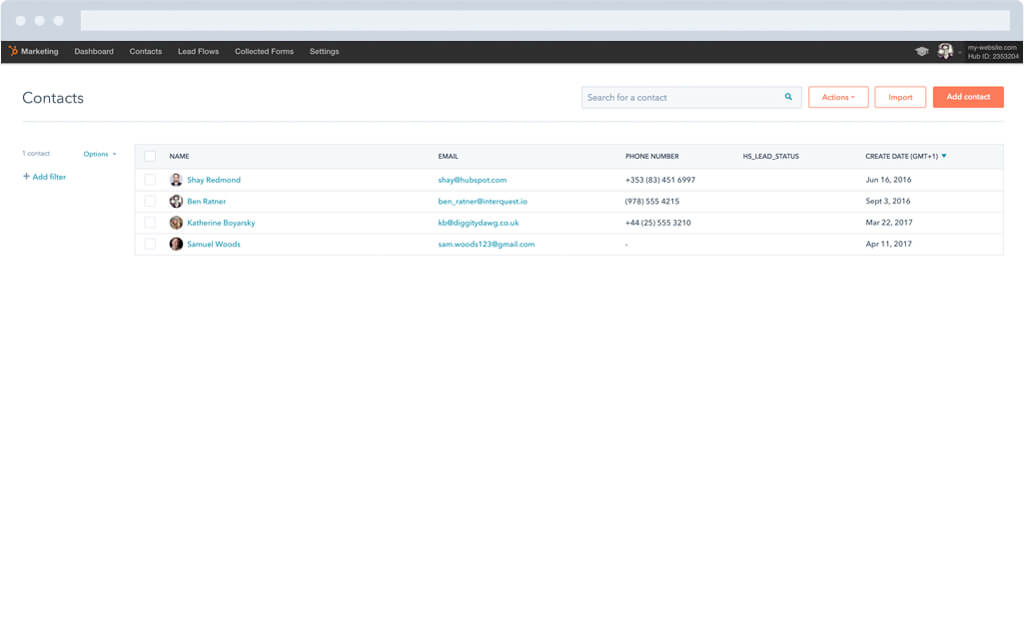 Marketing Dashboard Contacts Lead Flows Collected Forms Settings
my-website.com
Hub ID: 2353204
Contacts
Search for a contact
Actions
Import
Add contact
1 contact
Options
+ Add filter
NAME EMAIL PHONE NUMBER HS_LEAD_STATUS CREATE DATE (GMT+1)
Shay Redmond shay@hubspot.com +353 (83) 451 6997 Jun 16, 2016
Ben Ratner ben_ratner@interquest.io (978) 555 4215 Sept 3, 2016
Katherine Boyarsky kb@diggitydawg.co.uk +44 (25) 555 3210 Mar 22, 2017
Samuel Woods sam.woods123@gmail.com - Apr 11, 2017